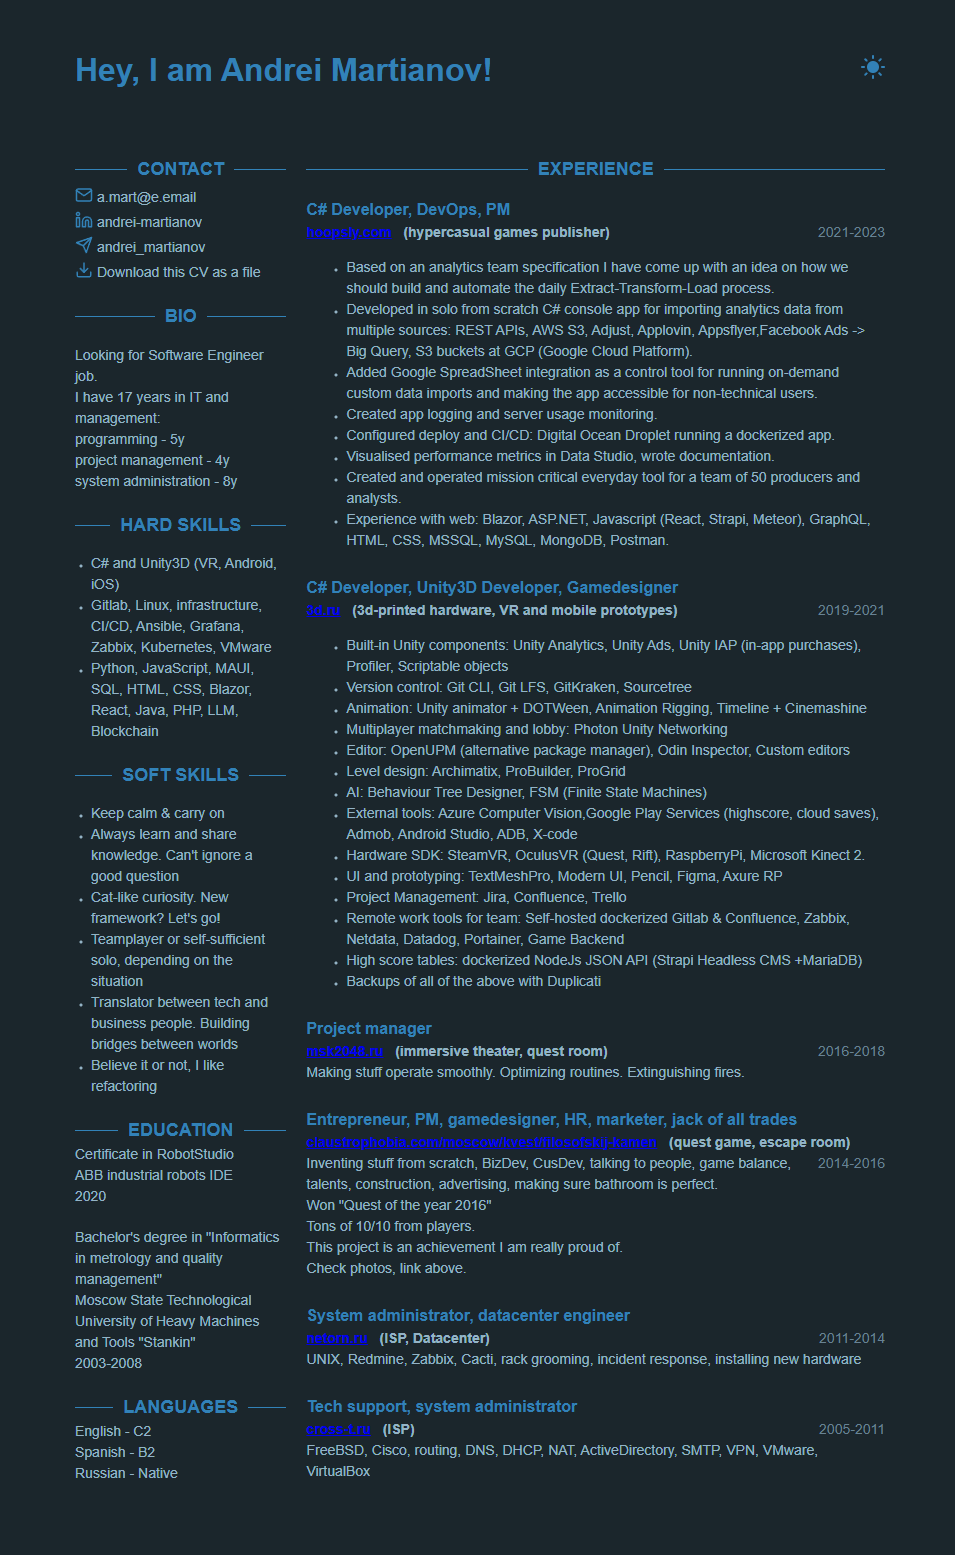 Hey, I am Andrei Martianov!
CONTACT
a.mart@e.email
andrei-martianov
andrei_martianov
Download this CV as a file
BIO
Looking for Software Engineer
job.
I have 17 years in IT and
management:
programming - 5y
project management - 4y
system administration - 8y
HARD SKILLS
C# and Unity3D (VR, Android,
iOS)
Gitlab, Linux, infrastructure,
CI/CD, Ansible, Grafana,
Zabbix, Kubernetes, VMware
Python, JavaScript, MAUI,
SQL, HTML, CSS, Blazor,
React, Java, PHP, LLM,
Blockchain
SOFT SKILLS
Keep calm & carry on
Always learn and share
knowledge. Can't ignore a
good question
Cat-like curiosity. New
framework? Let's go!
Teamplayer or self-sufficient
solo, depending on the
situation
Translator between tech and
business people. Building
bridges between worlds
Believe it or not, I like
refactoring
EDUCATION
Certificate in RobotStudio
ABB industrial robots IDE
2020
Bachelor's degree in "Informatics
in metrology and quality
management"
Moscow State Technological
University of Heavy Machines
and Tools "Stankin"
2003-2008
LANGUAGES
English - C2
Spanish - B2
Russian - Native
EXPERIENCE
C# Developer, DevOps, PM
hoopsly.com (hypercasual games publisher) 2021-2023
Based on an analytics team specification I have come up with an idea on how we
should build and automate the daily Extract-Transform-Load process.
Developed in solo from scratch C# console app for importing analytics data from
multiple sources: REST APIs, AWS S3, Adjust, Applovin, Appsflyer,Facebook Ads ->
Big Query, S3 buckets at GCP (Google Cloud Platform).
Added Google SpreadSheet integration as a control tool for running on-demand
custom data imports and making the app accessible for non-technical users.
Created app logging and server usage monitoring.
Configured deploy and CI/CD: Digital Ocean Droplet running a dockerized app.
Visualised performance metrics in Data Studio, wrote documentation.
Created and operated mission critical everyday tool for a team of 50 producers and
analysts.
Experience with web: Blazor, ASP.NET, Javascript (React, Strapi, Meteor), GraphQL,
HTML, CSS, MSSQL, MySQL, MongoDB, Postman.
C# Developer, Unity3D Developer, Gamedesigner
3d.ru (3d-printed hardware, VR and mobile prototypes) 2019-2021
Built-in Unity components: Unity Analytics, Unity Ads, Unity IAP (in-app purchases),
Profiler, Scriptable objects
Version control: Git CLI, Git LFS, GitKraken, Sourcetree
Animation: Unity animator + DOTWeen, Animation Rigging, Timeline + Cinemashine
Multiplayer matchmaking and lobby: Photon Unity Networking
Editor: OpenUPM (alternative package manager), Odin Inspector, Custom editors
Level design: Archimatix, ProBuilder, ProGrid
AI: Behaviour Tree Designer, FSM (Finite State Machines)
External tools: Azure Computer Vision,Google Play Services (highscore, cloud saves),
Admob, Android Studio, ADB, X-code
Hardware SDK: SteamVR, OculusVR (Quest, Rift), RaspberryPi, Microsoft Kinect 2.
UI and prototyping: TextMeshPro, Modern UI, Pencil, Figma, Axure RP
Project Management: Jira, Confluence, Trello
Remote work tools for team: Self-hosted dockerized Gitlab & Confluence, Zabbix,
Netdata, Datadog, Portainer, Game Backend
High score tables: dockerized NodeJs JSON API (Strapi Headless CMS +MariaDB)
Backups of all of the above with Duplicati
Project manager
msk2048.ru (immersive theater, quest room) 2016-2018
Making stuff operate smoothly. Optimizing routines. Extinguishing fires.
Entrepreneur, PM, gamedesigner, HR, marketer, jack of all trades
claustrophobia.com/moscow/kvest/filosofskij-kamen (quest game, escape room)
2014-2016
Inventing stuff from scratch, BizDev, CusDev, talking to people, game balance,
talents, construction, advertising, making sure bathroom is perfect.
Won "Quest of the year 2016"
Tons of 10/10 from players.
This project is an achievement I am really proud of.
Check photos, link above.
System administrator, datacenter engineer
(ISP, Datacenter) 2011-2014
UNIX, Redmine, Zabbix, Cacti, rack grooming, incident response, installing new hardware
Tech support, system administrator
cross-t.ru (ISP) 2005-2011
FreeBSD, Cisco, routing, DNS, DHCP, NAT, ActiveDirectory, SMTP, VPN, VMware,
VirtualBox